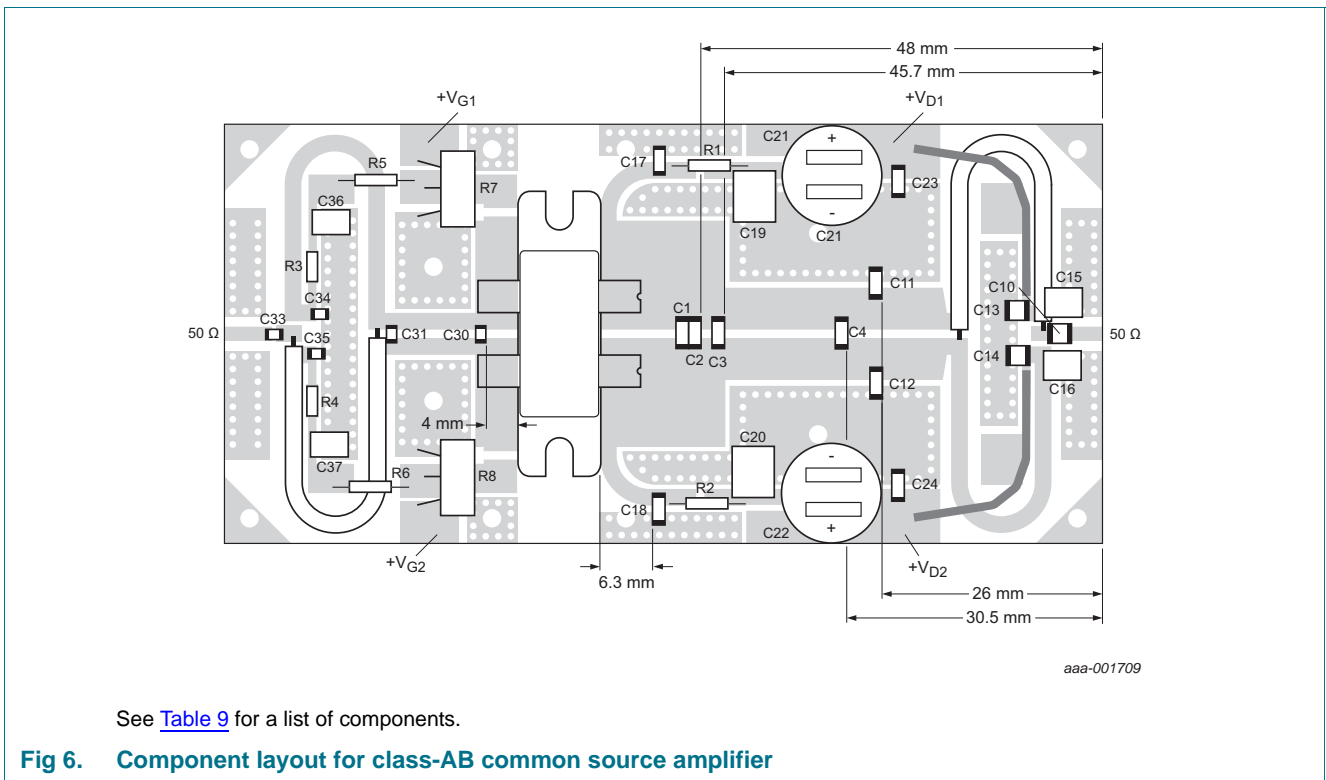 48 mm
45.7 mm
+VG1
+VD1
C21
C17
R1
R5
C23
R7
C36
C19
C21
R3
C11
C15
C10
C34
C1
C13
50 Ω
C33
C31
C30
C4
50 Ω
C35
C2
C3
C14
C12
C16
R4
4 mm
C20
C37
R6
R8
C24
R2
C18
C22
+VG2
+VD2
6.3 mm
26 mm
30.5 mm
aaa-001709
See Table 9 for a list of components.
Fig 6. Component layout for class-AB common source amplifier